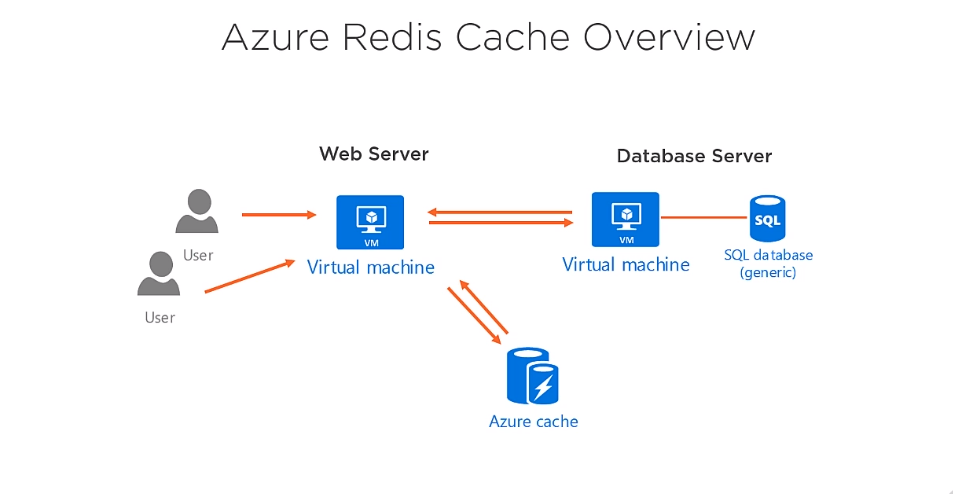 Azure Redis Cache Overview
Web Server
Database Server
User
User
VM
Virtual machine
VM
Virtual machine
SQL
SQL database
(generic)
Azure cache